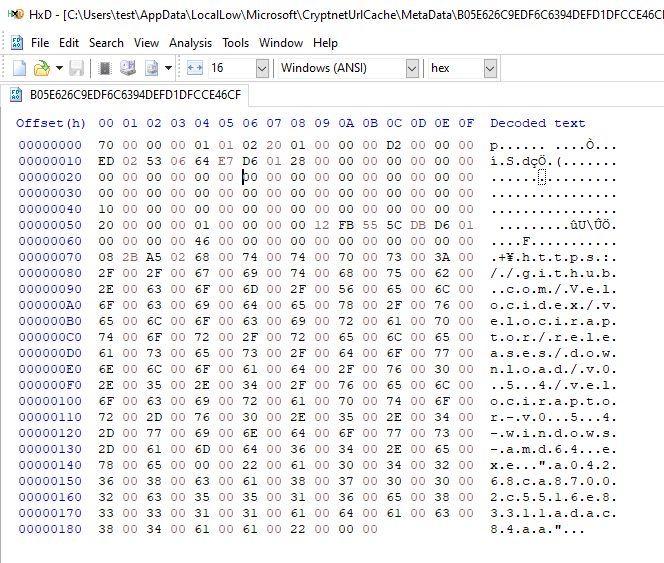 HxD - [C:\Users\test\AppData\LocalLow\Microsoft\CryptnetUrlCache\MetaData\B05E626C9EDF6C6394DEFD1DFCCE46CF
File Edit Search View Analysis Tools Window Help
16 Windows (ANSI) hex
B05E626C9EDF6C6394DEFD1DFCCE46CF
Offset(h) 00 01 02 03 04 05 06 07 08 09 0A 0B 0C 0D 0E 0F Decoded text
00000000 70 00 00 00 01 01 02 20 01 00 00 00 D2 00 00 00 p...... ....Ò...
00000010 ED 02 53 06 64 E7 D6 01 28 00 00 00 00 00 00 00 í.S.dçÖ.(.......
00000020 00 00 00 00 00 00 00 00 00 00 00 00 00 00 00 00 ................
00000030 00 00 00 00 00 00 00 00 00 00 00 00 00 00 00 00 ................
00000040 10 00 00 00 00 00 00 00 00 00 00 00 00 00 00 00 ................
00000050 20 00 00 00 01 00 00 00 00 12 FB 55 5C DB D6 01  .........ûU\ÛÖ.
00000060 00 00 00 00 46 00 00 00 00 00 00 00 00 00 00 00 ....F...........
00000070 08 2B A5 02 68 00 74 00 74 00 70 00 73 00 3A 00 .+¥.h.t.t.p.s.:.
00000080 2F 00 2F 00 67 00 69 00 74 00 68 00 75 00 62 00 /./.g.i.t.h.u.b.
00000090 2E 00 63 00 6F 00 6D 00 2F 00 56 00 65 00 6C 00 ..c.o.m./.V.e.l.
000000A0 6F 00 63 00 69 00 64 00 65 00 78 00 2F 00 76 00 o.c.i.d.e.x./.v.
000000B0 65 00 6C 00 6F 00 63 00 69 00 72 00 61 00 70 00 e.l.o.c.i.r.a.p.
000000C0 74 00 6F 00 72 00 2F 00 72 00 65 00 6C 00 65 00 t.o.r./.r.e.l.e.
000000D0 61 00 73 00 65 00 73 00 2F 00 64 00 6F 00 77 00 a.s.e.s./.d.o.w.
000000E0 6E 00 6C 00 6F 00 61 00 64 00 2F 00 76 00 30 00 n.l.o.a.d./.v.0.
000000F0 2E 00 35 00 2E 00 34 00 2F 00 76 00 65 00 6C 00 ..5...4./.v.e.l.
00000100 6F 00 63 00 69 00 72 00 61 00 70 00 74 00 6F 00 o.c.i.r.a.p.t.o.
00000110 72 00 2D 00 76 00 30 00 2E 00 35 00 2E 00 34 00 r.-.v.0...5...4.
00000120 2D 00 77 00 69 00 6E 00 64 00 6F 00 77 00 73 00 -.w.i.n.d.o.w.s.
00000130 2D 00 61 00 6D 00 64 00 36 00 34 00 2E 00 65 00 -.a.m.d.6.4...e.
00000140 78 00 65 00 00 00 22 00 61 00 30 00 34 00 32 00 x.e...".a.0.4.2.
00000150 36 00 38 00 63 00 61 00 38 00 37 00 30 00 30 00 6.8.c.a.8.7.0.0.
00000160 32 00 63 00 35 00 35 00 31 00 36 00 65 00 38 00 2.c.5.5.1.6.e.8.
00000170 33 00 33 00 31 00 31 00 61 00 64 00 61 00 63 00 3.3.1.1.a.d.a.c.
00000180 38 00 34 00 61 00 61 00 22 00 00 00 8.4.a.a."...